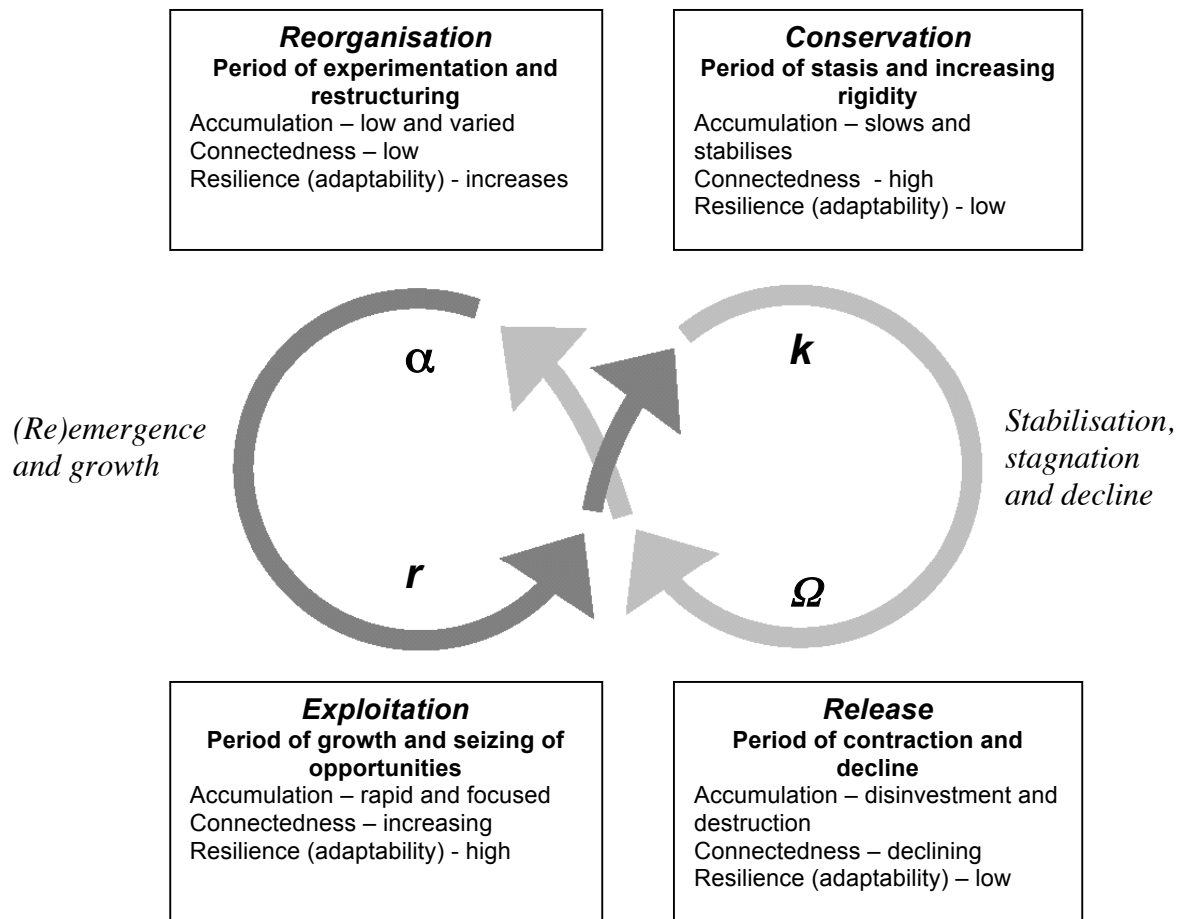 Reorganisation
Period of experimentation and
restructuring
Accumulation – low and varied
Connectedness – low
Resilience (adaptability) - increases
Conservation
Period of stasis and increasing
rigidity
Accumulation – slows and
stabilises
Connectedness - high
Resilience (adaptability) - low
α
k
(Re)emergence
and growth
Stabilisation,
stagnation
and decline
r
Ω
Exploitation
Period of growth and seizing of
opportunities
Accumulation – rapid and focused
Connectedness – increasing
Resilience (adaptability) - high
Release
Period of contraction and
decline
Accumulation – disinvestment and
destruction
Connectedness – declining
Resilience (adaptability) – low